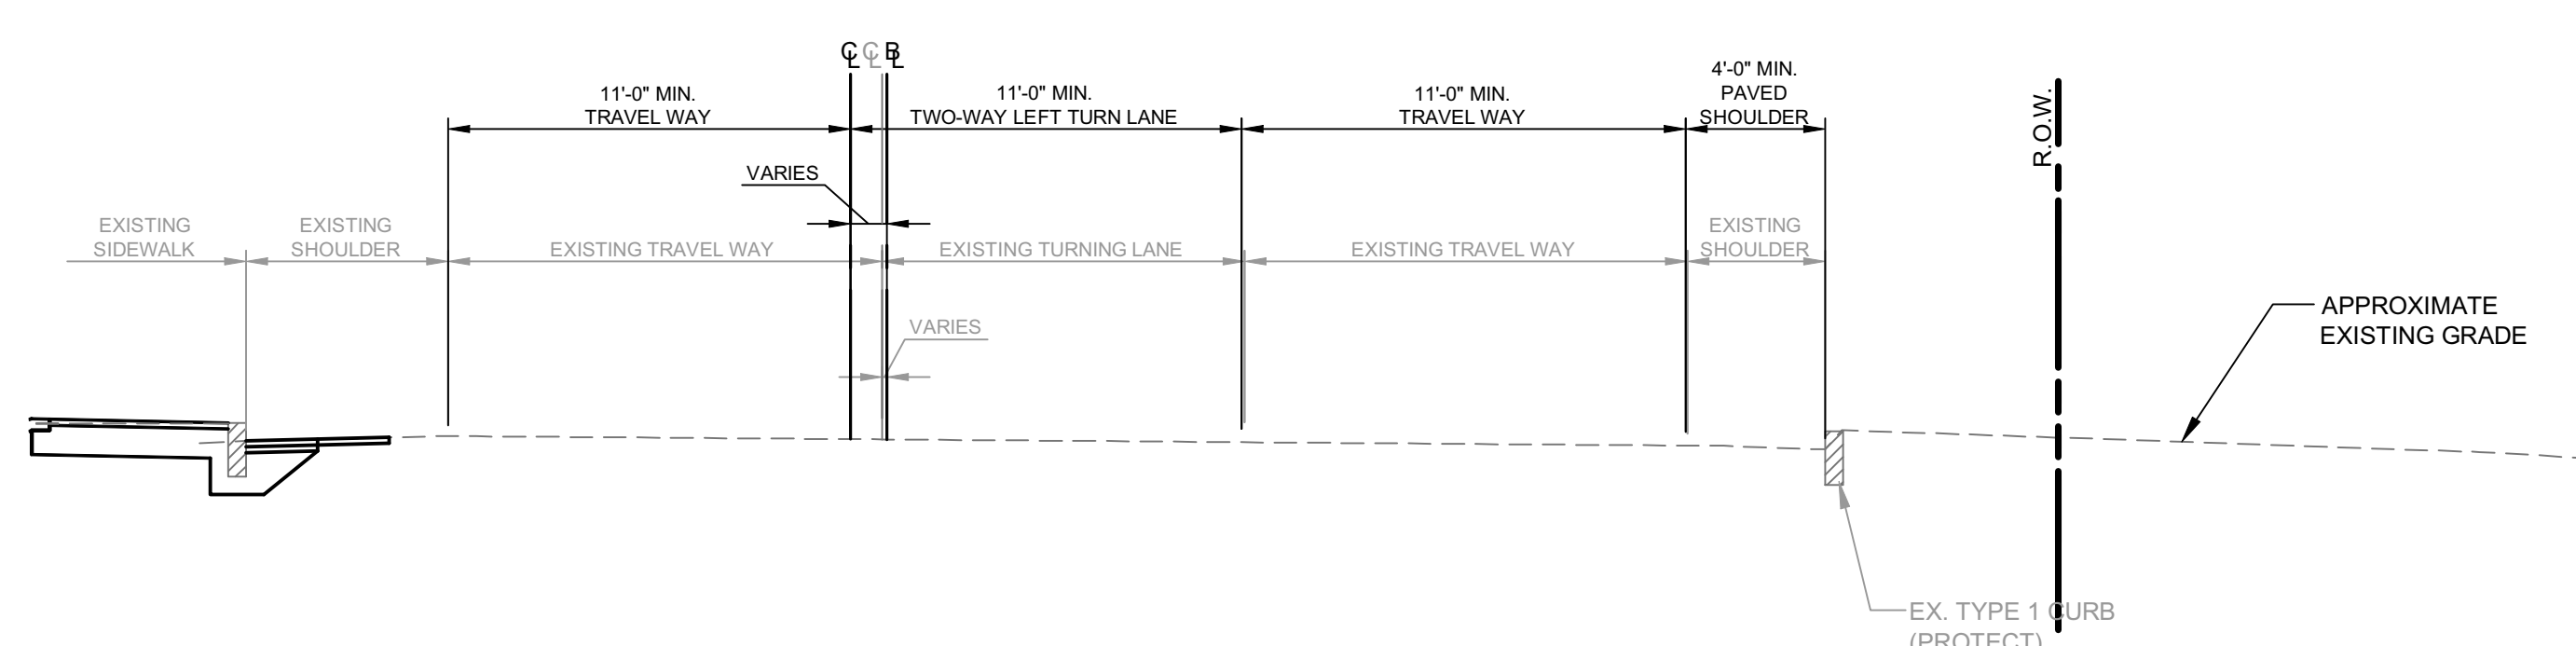 ℄ ℄ BL
11'-0" MIN.
TRAVEL WAY
11'-0" MIN.
TWO-WAY LEFT TURN LANE
11'-0" MIN.
TRAVEL WAY
4'-0" MIN.
PAVED
SHOULDER
R.O.W.
VARIES
EXISTING
SIDEWALK
EXISTING
SHOULDER
EXISTING TRAVEL WAY
EXISTING TURNING LANE
EXISTING TRAVEL WAY
EXISTING
SHOULDER
VARIES
APPROXIMATE
EXISTING GRADE
EX. TYPE 1 CURB
(PROTECT)